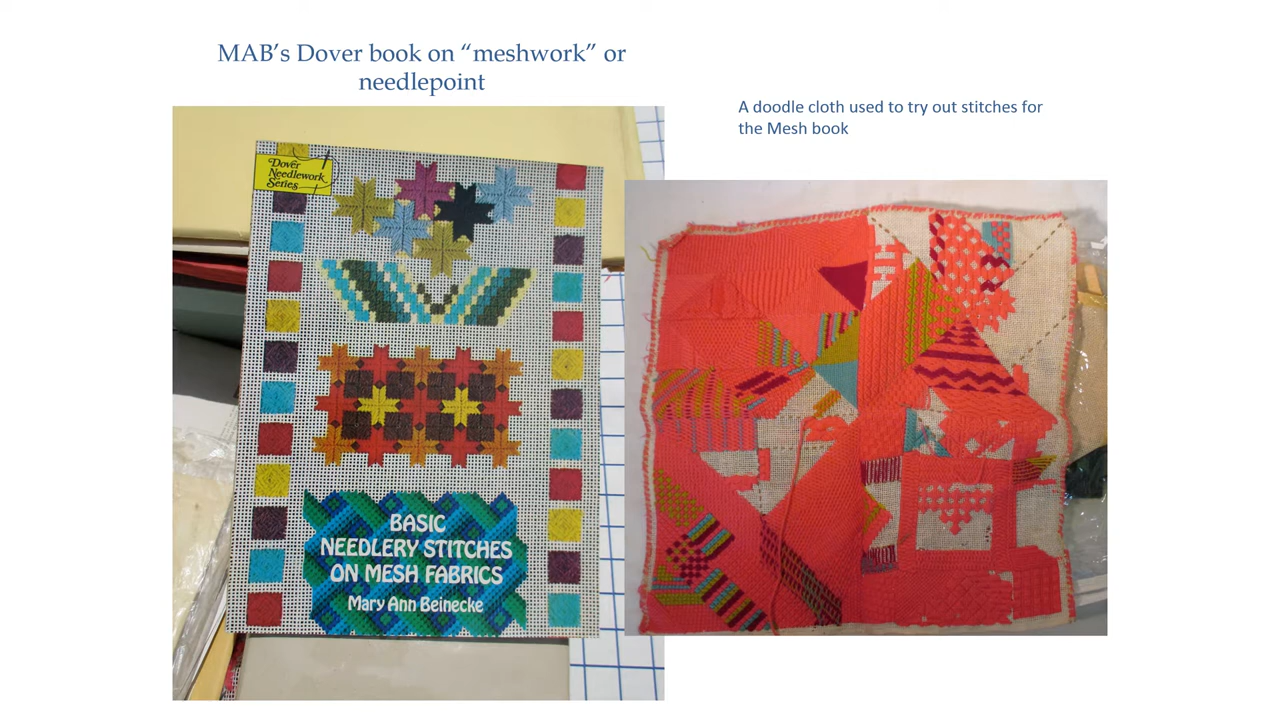 MAB’s Dover book on “meshwork” or
needlepoint
A doodle cloth used to try out stitches for
the Mesh book
Dover
Needlework
Series
BASIC
NEEDLERY STITCHES
ON MESH FABRICS
Mary Ann Beinecke